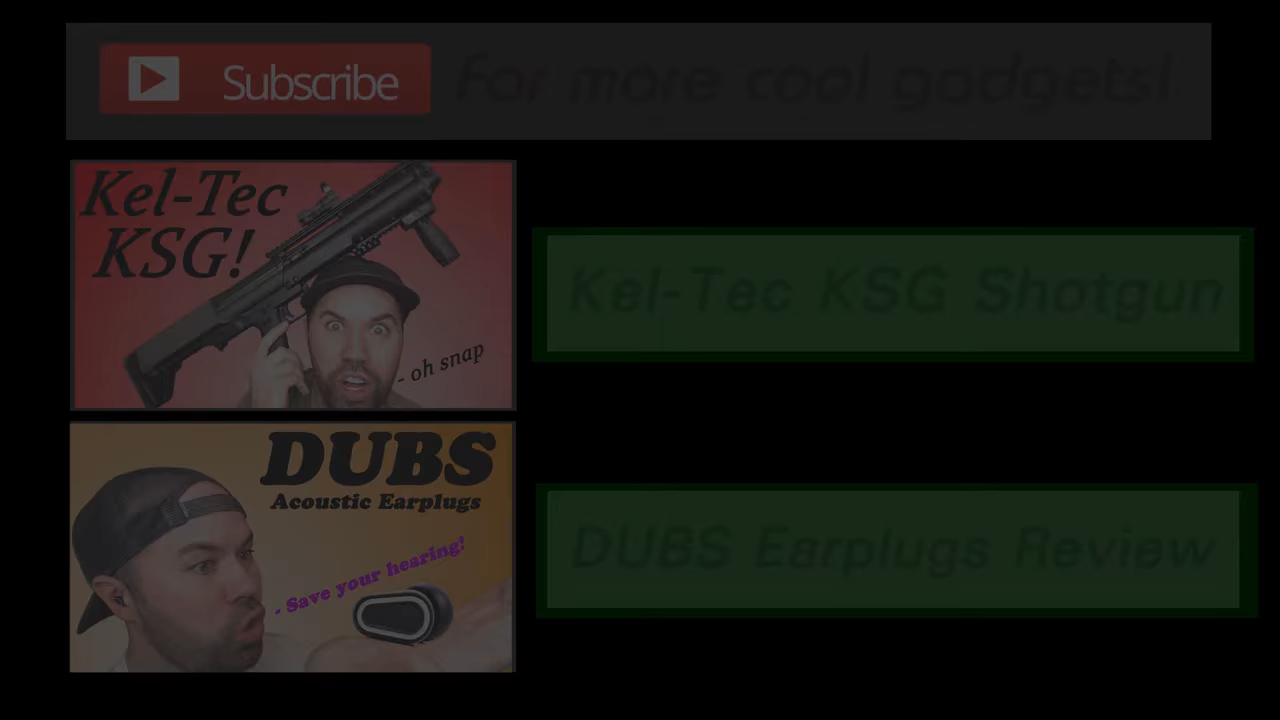 Subscribe For more cool gadgets!
Kel-Tec
KSG!
- oh snap
Kel-Tec KSG Shotgun
DUBS
Acoustic Earplugs
- Save your hearing!
DUBS Earplugs Review